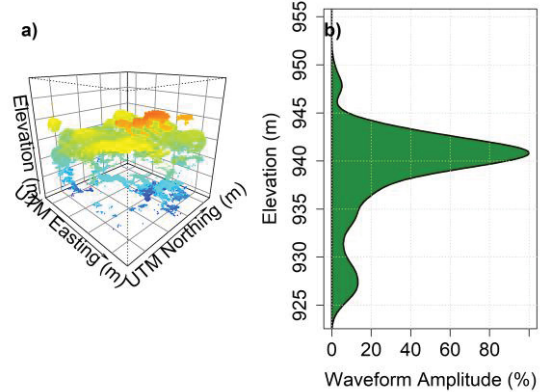 a)
Elevation (m)
UTM Easting (m)
UTM Northing (m)
b)
Elevation (m)
955
950
945
940
935
930
925
0 20 40 60 80
Waveform Amplitude (%)